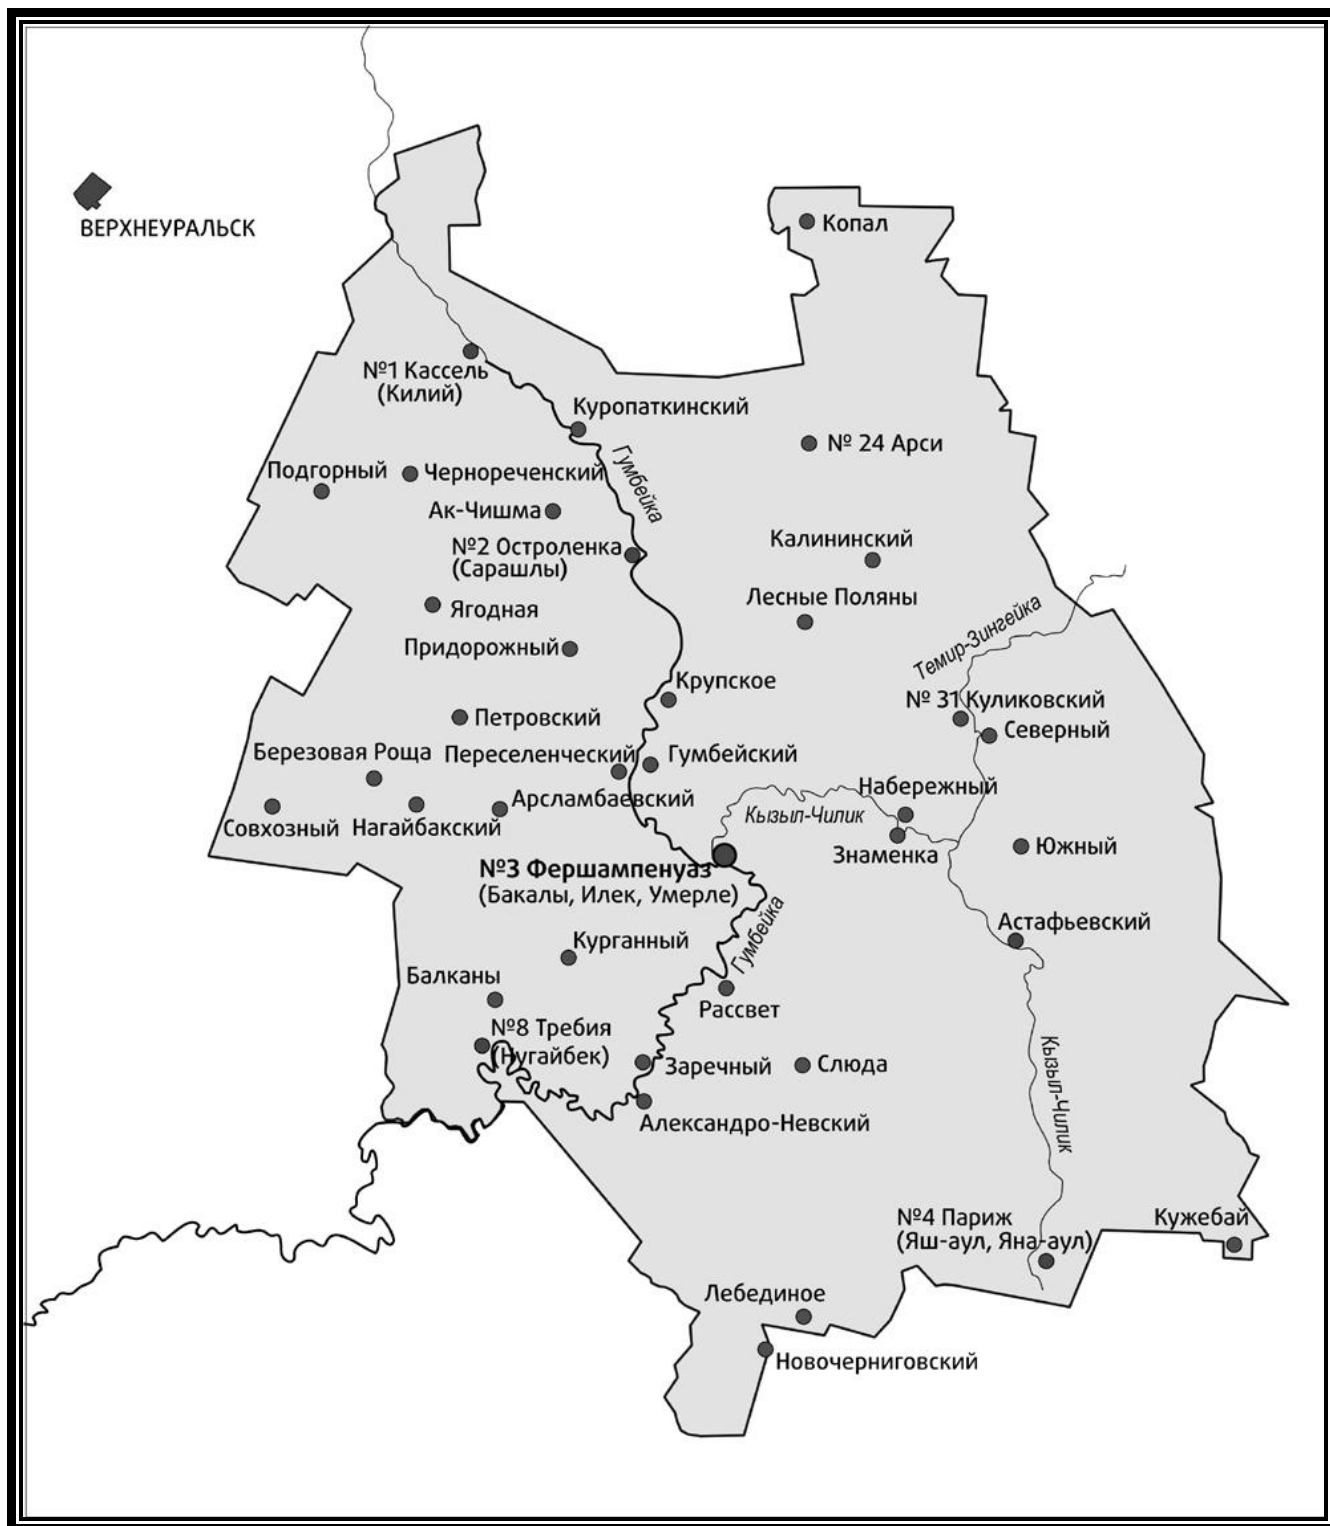 ВЕРХНЕУРАЛЬСК
Копал
№1 Кассель
(Килий)
Куропаткинский
Гумбейка
№ 24 Арси
Подгорный
Чернореченский
Ак-Чишма
№2 Остроленка
(Сарашлы)
Калининский
Лесные Поляны
Ягодная
Темир-Зингейка
Придорожный
Крупское
№ 31 Куликовский
Петровский
Северный
Березовая Роща
Переселенческий
Гумбейский
Набережный
Арсламбаевский
Кызыл-Чилик
Совхозный
Нагайбакский
Знаменка
Южный
№3 Фершампенуаз
(Бакалы, Илек, Умерле)
Гумбейка
Астафьевский
Курганный
Балканы
Рассвет
№8 Требия
(Нугайбек)
Заречный
Слюда
Кызыл-Чилик
Александро-Невский
№4 Париж
(Яш-аул, Яна-аул)
Кужебай
Лебединое
Новочерниговский